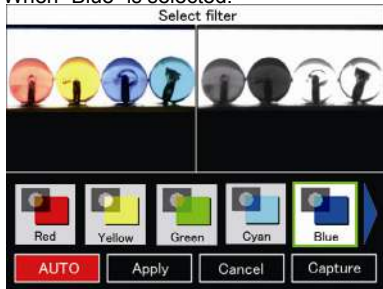 When "Blue" is selected.
Select filter
Red
Yellow
Green
Cyan
Blue
AUTO
Apply
Cancel
Capture